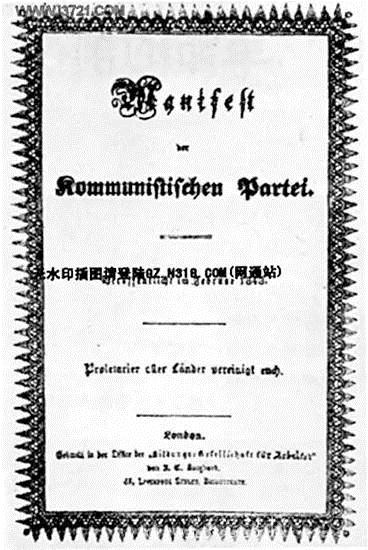 WWW.13721.COM
Manifest
der
Kommunistischen Partei.
水印插图请登陆QZ.N318.COM(网通站)
Veröffentlicht im Februar 1848.
Proletarier aller Länder vereinigt euch.
London.
Gedruckt in der Office der „Bildungs-Gesellschaft für Arbeiter"
von J. E. Burghard.
46, Liverpool Street, Bishopsgate.